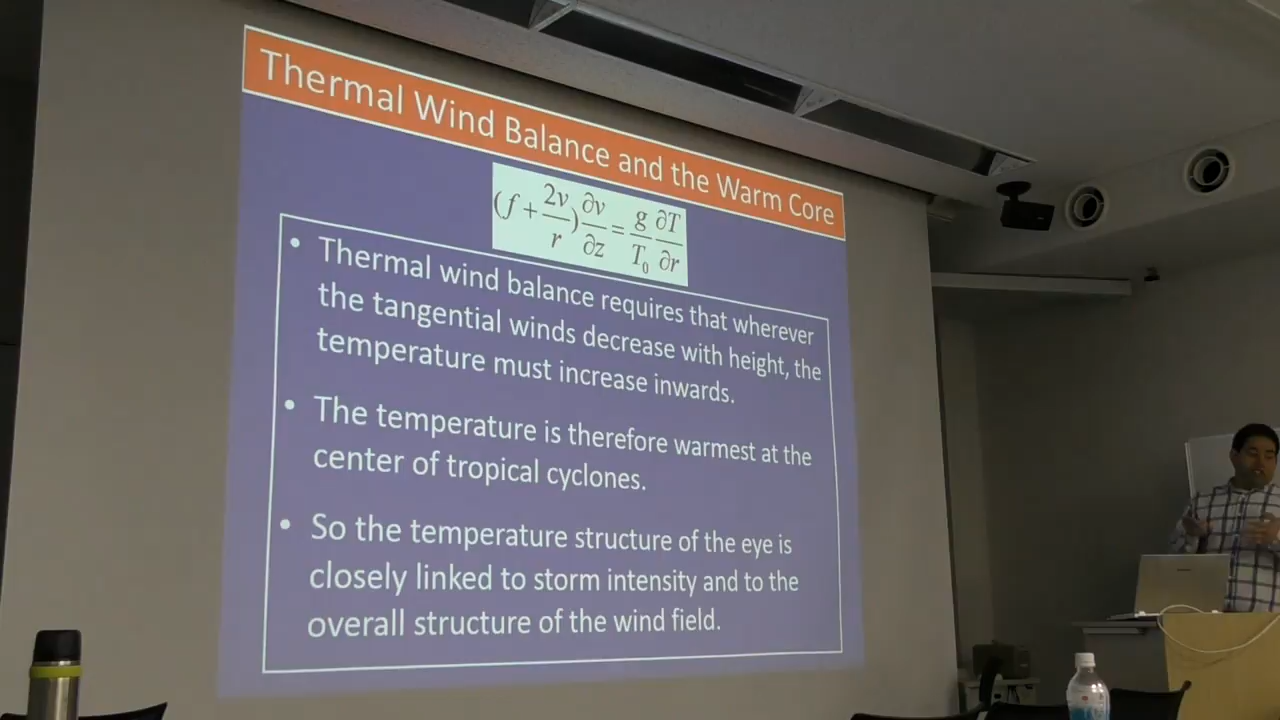 Thermal Wind Balance and the Warm Core
(f + 2v/r) ∂v/∂z = g/T₀ ∂T/∂r
• Thermal wind balance requires that wherever
the tangential winds decrease with height, the
temperature must increase inwards.
• The temperature is therefore warmest at the
center of tropical cyclones.
• So the temperature structure of the eye is
closely linked to storm intensity and to the
overall structure of the wind field.